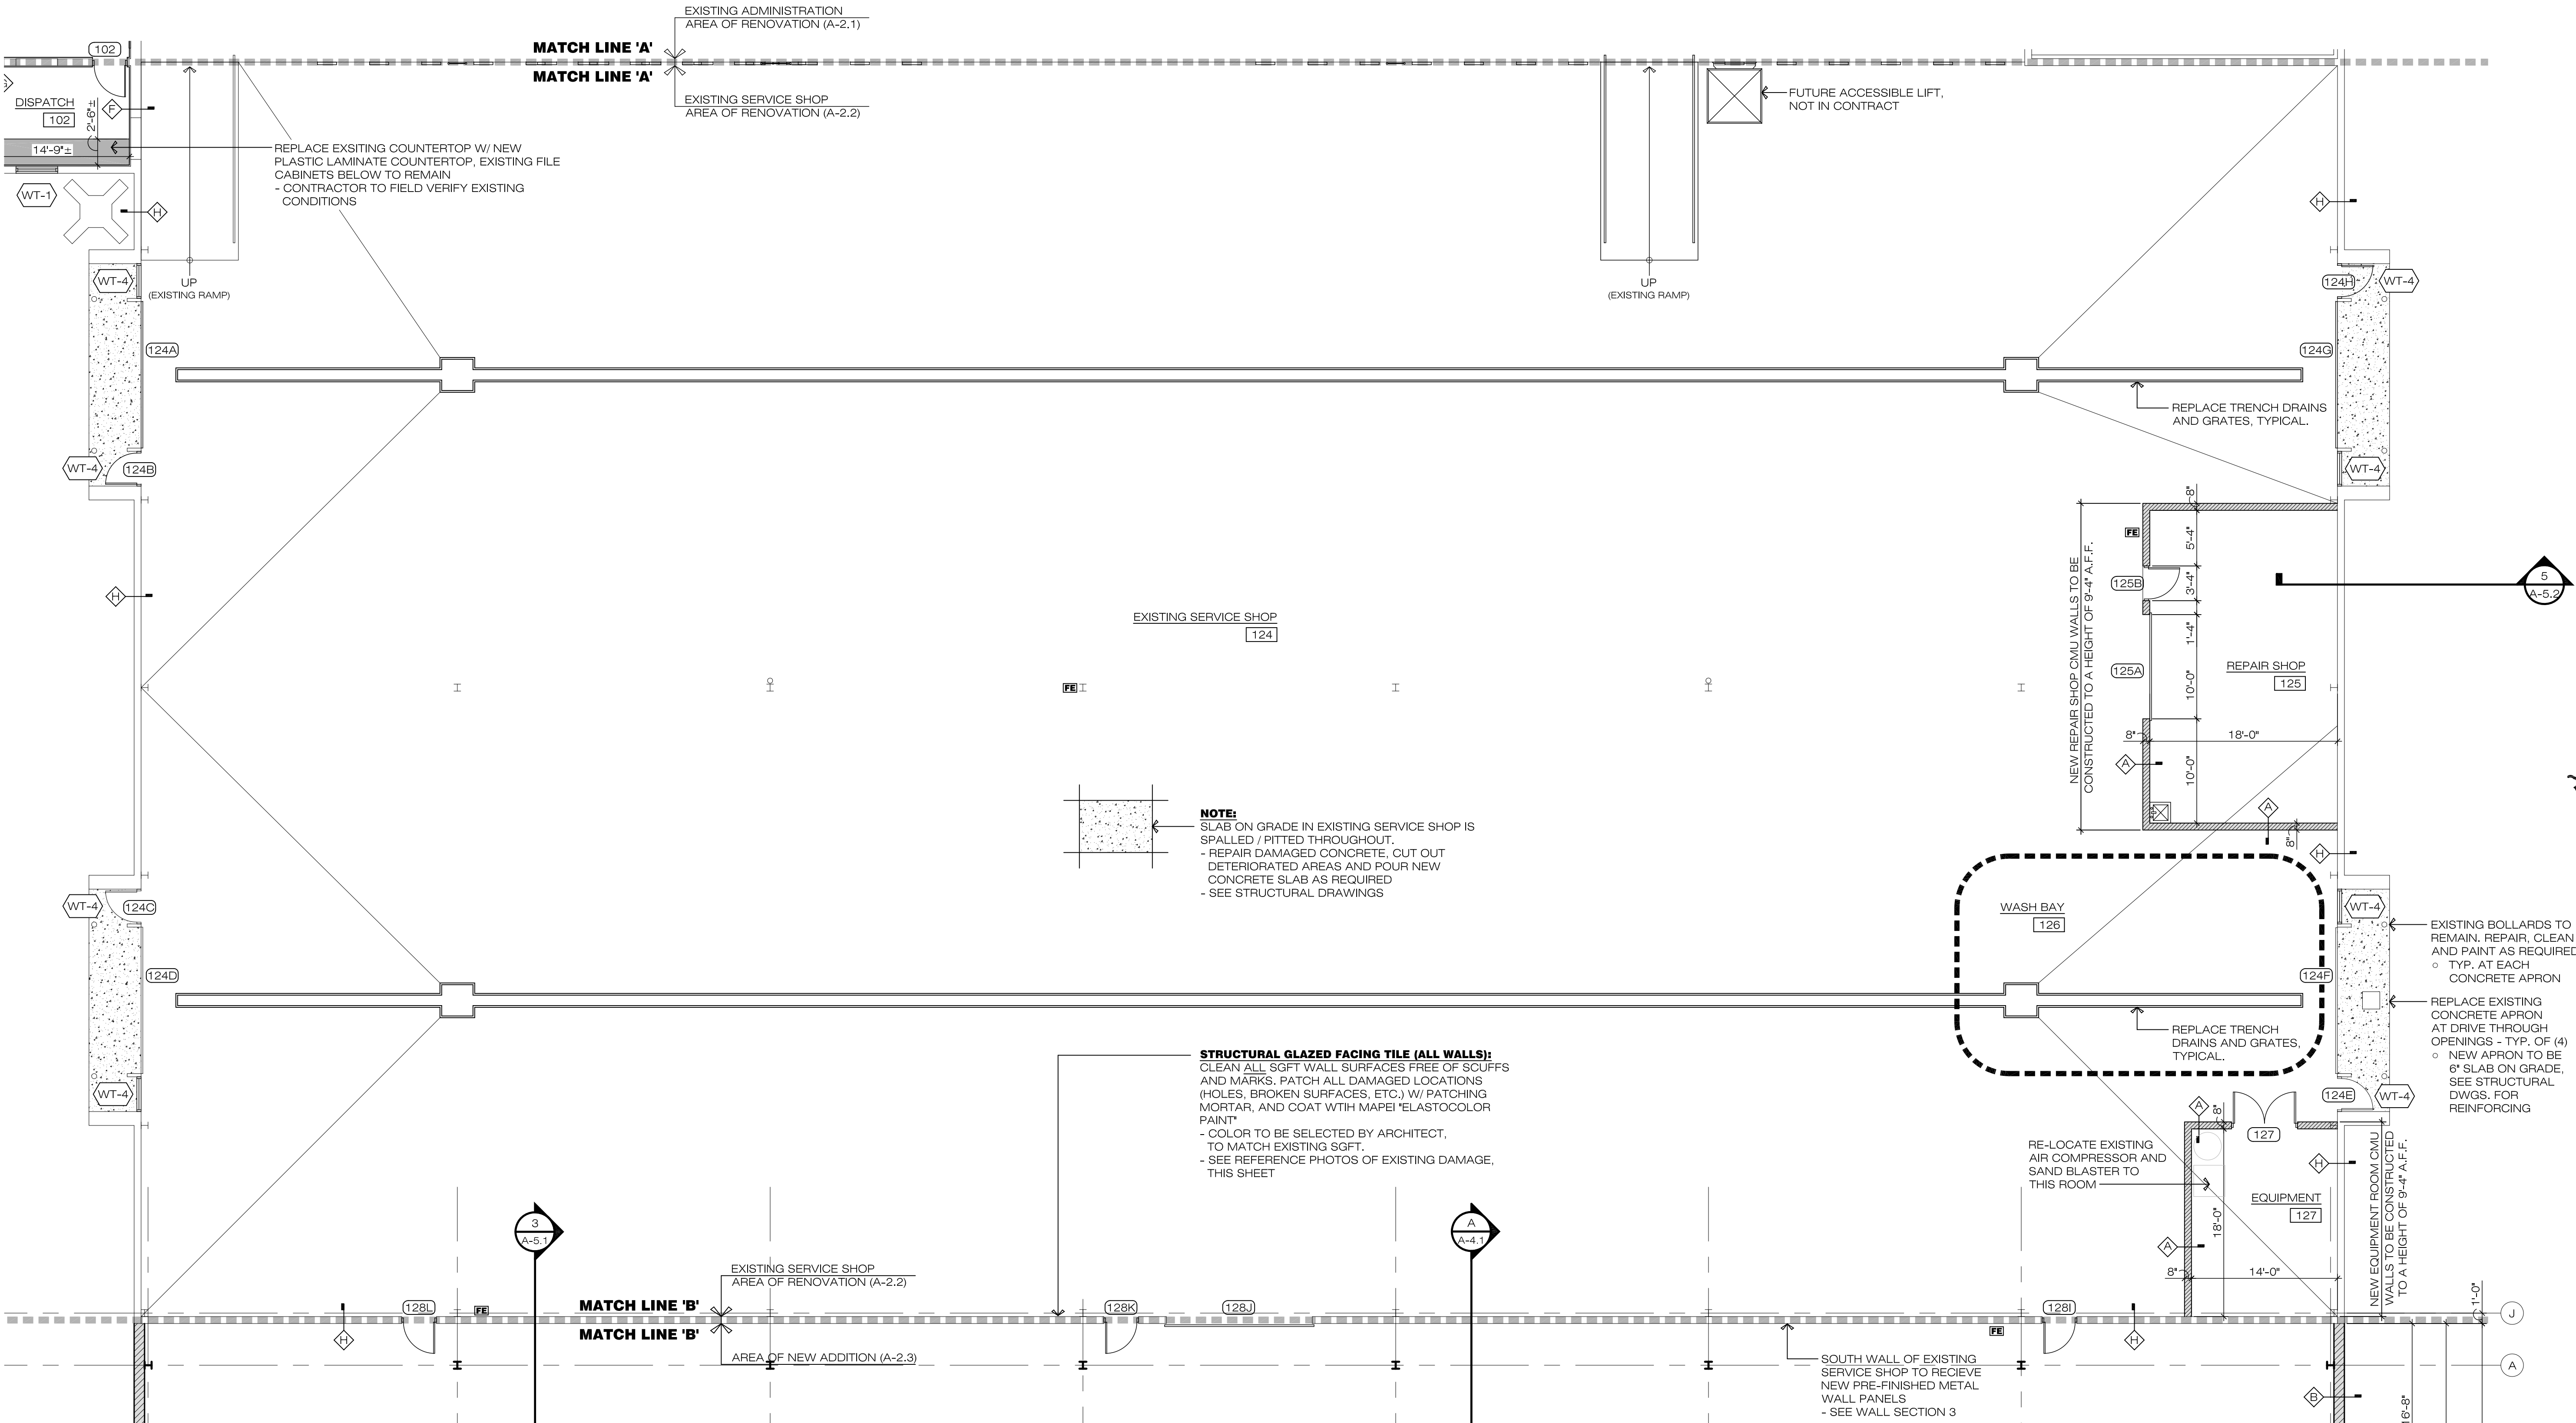 EXISTING ADMINISTRATION
AREA OF RENOVATION (A-2.1)
MATCH LINE 'A'
MATCH LINE 'A'
EXISTING SERVICE SHOP
AREA OF RENOVATION (A-2.2)
102
DISPATCH
102
F
2'-6"±
14'-9"±
WT-1
H
REPLACE EXSITING COUNTERTOP W/ NEW
PLASTIC LAMINATE COUNTERTOP, EXISTING FILE
CABINETS BELOW TO REMAIN
- CONTRACTOR TO FIELD VERIFY EXISTING
CONDITIONS
UP
(EXISTING RAMP)
UP
(EXISTING RAMP)
FUTURE ACCESSIBLE LIFT,
NOT IN CONTRACT
H
WT-4
124A
WT-4
124B
124H
WT-4
124G
WT-4
REPLACE TRENCH DRAINS
AND GRATES, TYPICAL.
H
EXISTING SERVICE SHOP
124
FE
FE
NEW REPAIR SHOP CMU WALLS TO BE
CONSTRUCTED TO A HEIGHT OF 9'-4" A.F.F.
8"
5'-4"
3'-4"
1'-4"
10'-0"
10'-0"
125B
125A
REPAIR SHOP
125
8"
18'-0"
A
A
8"
5
A-5.2
H
NOTE:
SLAB ON GRADE IN EXISTING SERVICE SHOP IS
SPALLED / PITTED THROUGHOUT.
- REPAIR DAMAGED CONCRETE, CUT OUT
DETERIORATED AREAS AND POUR NEW
CONCRETE SLAB AS REQUIRED
- SEE STRUCTURAL DRAWINGS
WT-4
124C
124D
WT-4
WASH BAY
126
WT-4
124F
124E
WT-4
EXISTING BOLLARDS TO
REMAIN. REPAIR, CLEAN
AND PAINT AS REQUIRED
○ TYP. AT EACH
CONCRETE APRON
REPLACE EXISTING
CONCRETE APRON
AT DRIVE THROUGH
OPENINGS - TYP. OF (4)
○ NEW APRON TO BE
6" SLAB ON GRADE,
SEE STRUCTURAL
DWGS. FOR
REINFORCING
REPLACE TRENCH
DRAINS AND GRATES,
TYPICAL.
STRUCTURAL GLAZED FACING TILE (ALL WALLS):
CLEAN ALL SGFT WALL SURFACES FREE OF SCUFFS
AND MARKS. PATCH ALL DAMAGED LOCATIONS
(HOLES, BROKEN SURFACES, ETC.) W/ PATCHING
MORTAR, AND COAT WTIH MAPEI "ELASTOCOLOR
PAINT"
- COLOR TO BE SELECTED BY ARCHITECT,
TO MATCH EXISTING SGFT.
- SEE REFERENCE PHOTOS OF EXISTING DAMAGE,
THIS SHEET
RE-LOCATE EXISTING
AIR COMPRESSOR AND
SAND BLASTER TO
THIS ROOM
A
8"
127
EQUIPMENT
127
18'-0"
A
8"
14'-0"
H
NEW EQUIPMENT ROOM CMU
WALLS TO BE CONSTRUCTED
TO A HEIGHT OF 9'-4" A.F.F.
3
A-5.1
A
A-4.1
EXISTING SERVICE SHOP
AREA OF RENOVATION (A-2.2)
MATCH LINE 'B'
MATCH LINE 'B'
AREA OF NEW ADDITION (A-2.3)
H
128L
FE
128K
128J
FE
128I
H
1'-0"
J
A
SOUTH WALL OF EXISTING
SERVICE SHOP TO RECIEVE
NEW PRE-FINISHED METAL
WALL PANELS
- SEE WALL SECTION 3
B
16'-8"